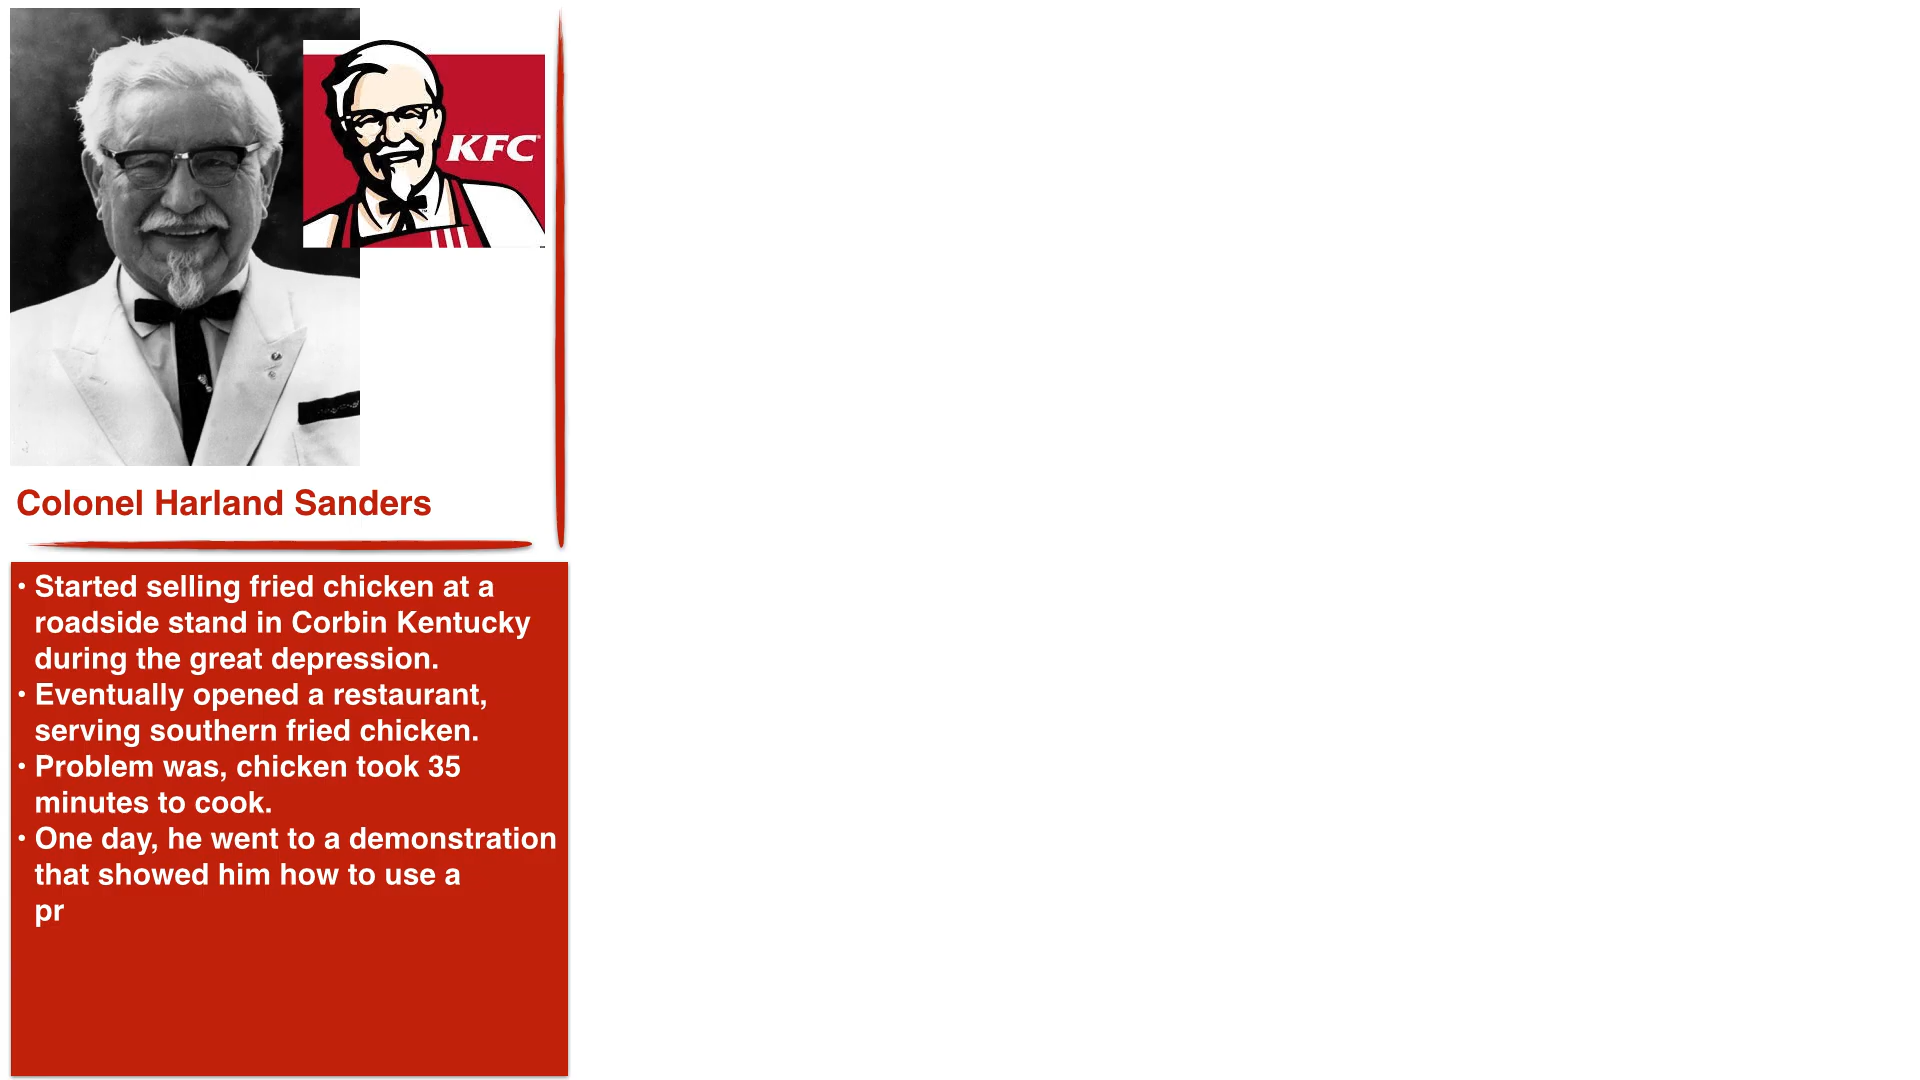 KFC
Colonel Harland Sanders
• Started selling fried chicken at a
roadside stand in Corbin Kentucky
during the great depression.
• Eventually opened a restaurant,
serving southern fried chicken.
• Problem was, chicken took 35
minutes to cook.
• One day, he went to a demonstration
that showed him how to use a
pr